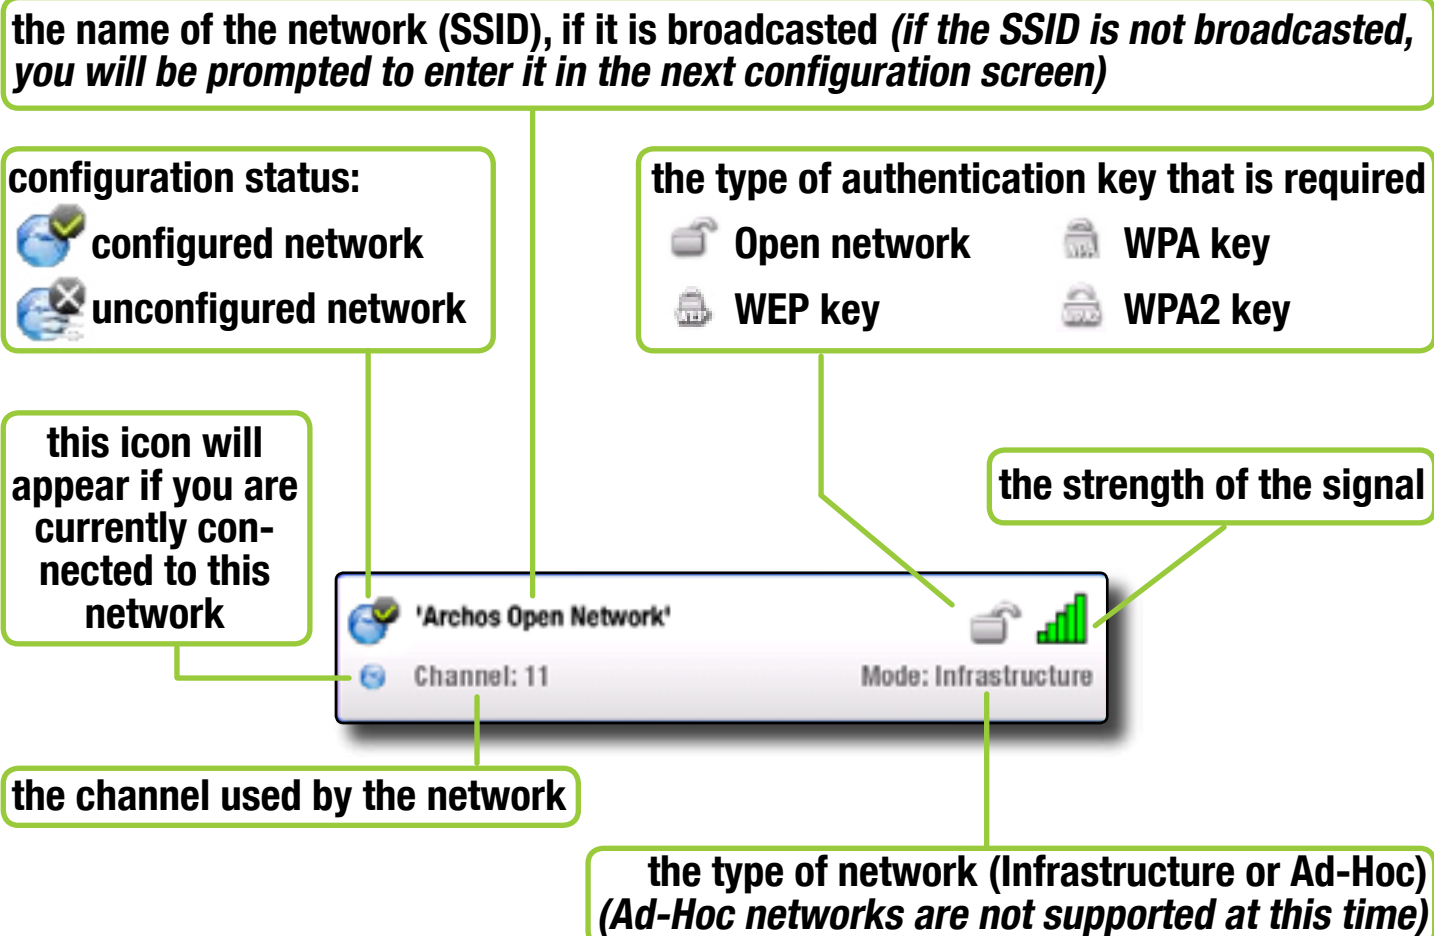 the name of the network (SSID), if it is broadcasted (if the SSID is not broadcasted,
you will be prompted to enter it in the next configuration screen)
configuration status:
configured network
unconfigured network
the type of authentication key that is required
Open network
WPA key
WEP key
WPA2 key
this icon will
appear if you are
currently con-
nected to this
network
the strength of the signal
'Archos Open Network'
Channel: 11
Mode: Infrastructure
the channel used by the network
the type of network (Infrastructure or Ad-Hoc)
(Ad-Hoc networks are not supported at this time)